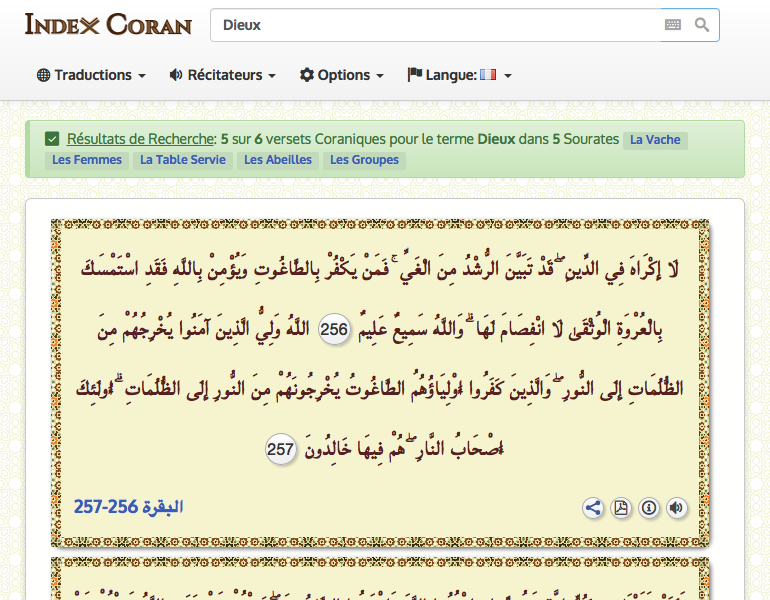 INDEX CORAN
Dieux
Traductions Récitateurs Options Langue:
Résultats de Recherche: 5 sur 6 versets Coraniques pour le terme Dieux dans 5 Sourates La Vache
Les Femmes La Table Servie Les Abeilles Les Groupes
لَا إِكْرَاهَ فِي الدِّينِ ۖ قَدْ تَبَيَّنَ الرُّشْدُ مِنَ الْغَيِّ ۚ فَمَنْ يَكْفُرْ بِالطَّاغُوتِ وَيُؤْمِنْ بِاللَّهِ فَقَدِ اسْتَمْسَكَ
بِالْعُرْوَةِ الْوُثْقَىٰ لَا انْفِصَامَ لَهَا ۗ وَاللَّهُ سَمِيعٌ عَلِيمٌ 256 اللَّهُ وَلِيُّ الَّذِينَ آمَنُوا يُخْرِجُهُمْ مِنَ
الظُّلُمَاتِ إِلَى النُّورِ ۖ وَالَّذِينَ كَفَرُوا أَوْلِيَاؤُهُمُ الطَّاغُوتُ يُخْرِجُونَهُمْ مِنَ النُّورِ إِلَى الظُّلُمَاتِ ۗ أُولَٰئِكَ
أَصْحَابُ النَّارِ ۖ هُمْ فِيهَا خَالِدُونَ 257
البقرة 256-257